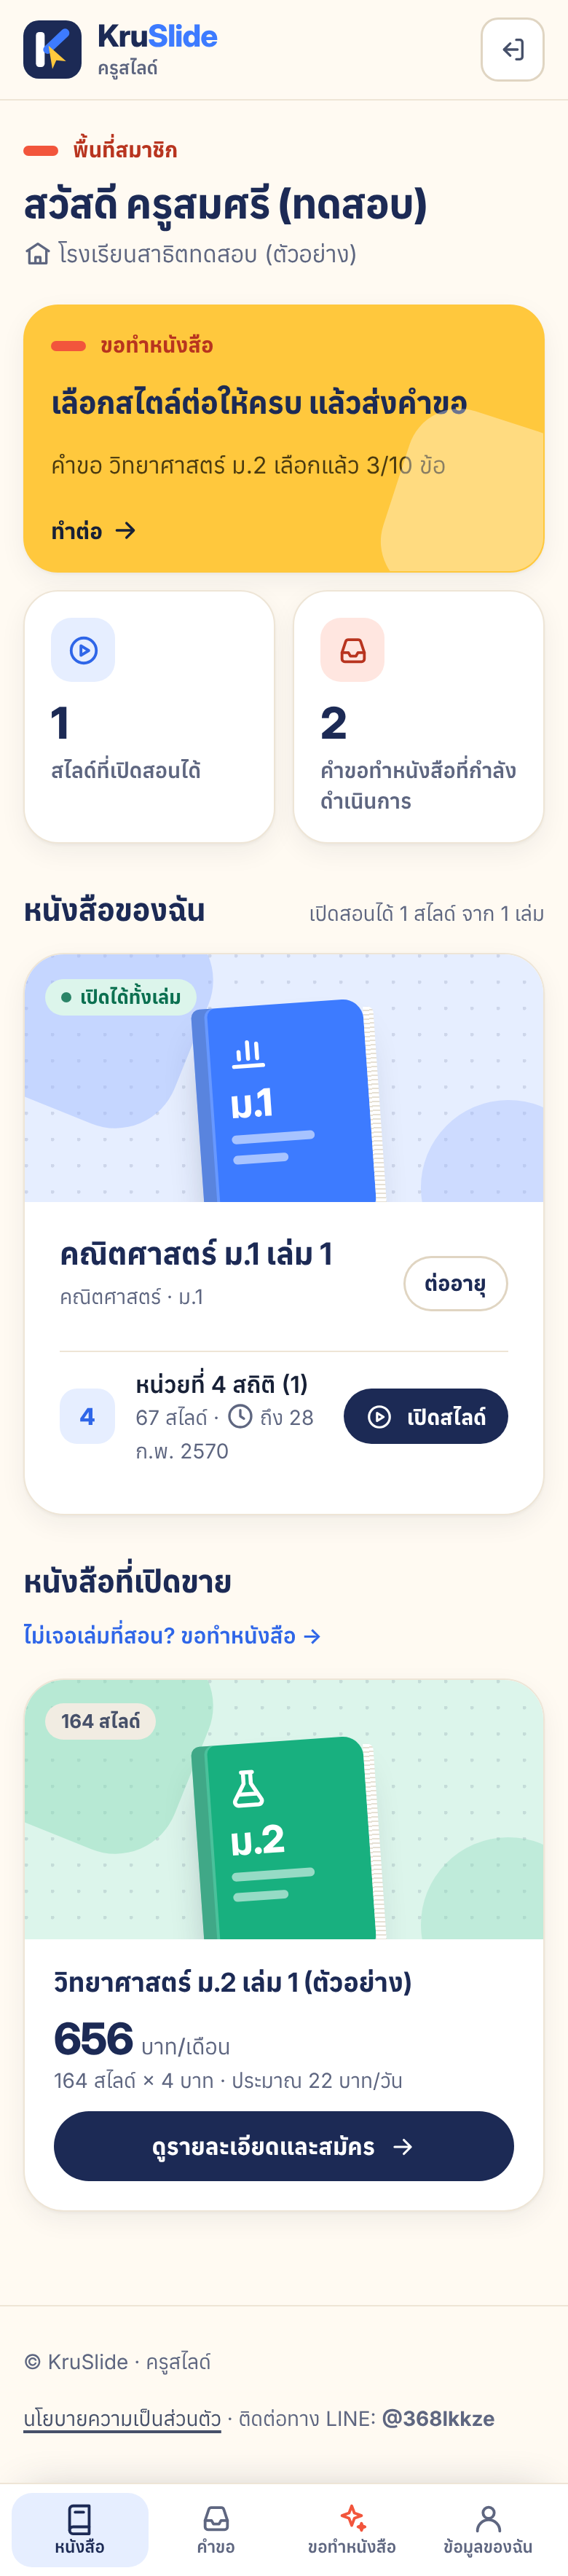 KruSlide
ครูสไลด์
พื้นที่สมาชิก
สวัสดี ครูสมศรี (ทดสอบ)
โรงเรียนสาธิตทดสอบ (ตัวอย่าง)
ขอทำหนังสือ
เลือกสไตล์ต่อให้ครบ แล้วส่งคำขอ
คำขอ วิทยาศาสตร์ ม.2 เลือกแล้ว 3/10 ข้อ
ทำต่อ →
1
สไลด์ที่เปิดสอนได้
2
คำขอทำหนังสือที่กำลัง
ดำเนินการ
หนังสือของฉัน
เปิดสอนได้ 1 สไลด์ จาก 1 เล่ม
เปิดได้ทั้งเล่ม
ม.1
คณิตศาสตร์ ม.1 เล่ม 1
คณิตศาสตร์ · ม.1
ต่ออายุ
4
หน่วยที่ 4 สถิติ (1)
67 สไลด์ · ถึง 28
ก.พ. 2570
เปิดสไลด์
หนังสือที่เปิดขาย
ไม่เจอเล่มที่สอน? ขอทำหนังสือ →
164 สไลด์
ม.2
วิทยาศาสตร์ ม.2 เล่ม 1 (ตัวอย่าง)
656 บาท/เดือน
164 สไลด์ × 4 บาท · ประมาณ 22 บาท/วัน
ดูรายละเอียดและสมัคร →
© KruSlide · ครูสไลด์
นโยบายความเป็นส่วนตัว · ติดต่อทาง LINE: @368lkkze
หนังสือ
คำขอ
ขอทำหนังสือ
ข้อมูลของฉัน